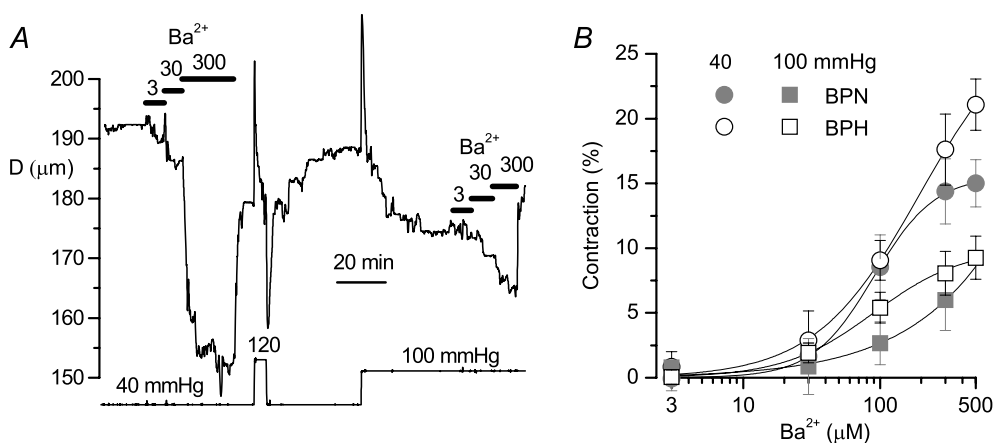 A
Ba2+
3 30 300
200
190
D (μm)
180
170
160
150
20 min
Ba2+
3 30 300
120
40 mmHg
100 mmHg
B
25
20
15
10
5
0
Contraction (%)
40 100 mmHg
BPN
BPH
3 10 100 500
Ba2+ (μM)